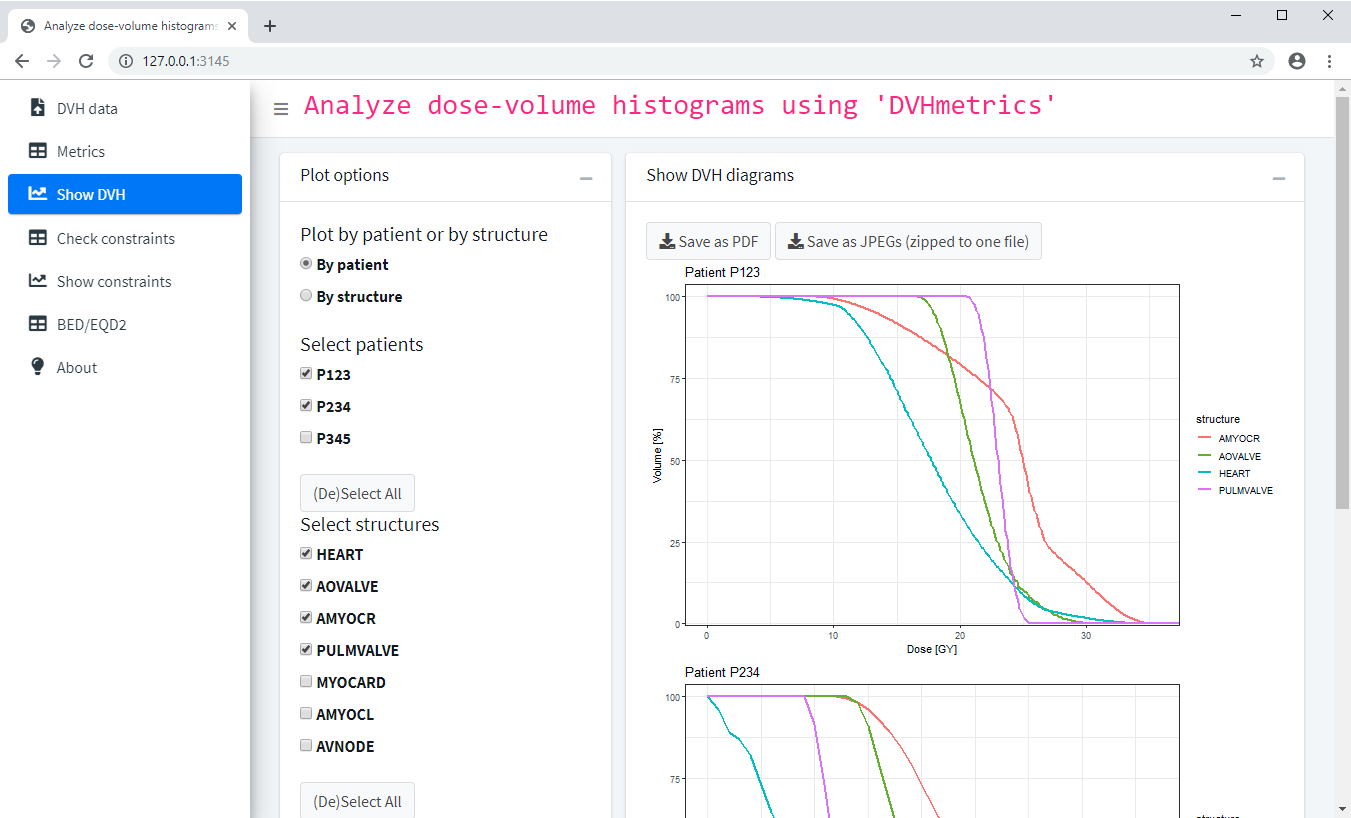 Analyze dose-volume histograms
127.0.0.1:3145
DVH data
Metrics
Show DVH
Check constraints
Show constraints
BED/EQD2
About
Analyze dose-volume histograms using 'DVHmetrics'
Plot options
Plot by patient or by structure
By patient
By structure
Select patients
P123
P234
P345
(De)Select All
Select structures
HEART
AOVALVE
AMYOCR
PULMVALVE
MYOCARD
AMYOCL
AVNODE
(De)Select All
Show DVH diagrams
Save as PDF
Save as JPEGs (zipped to one file)
Patient P123
100
75
50
25
0
Volume [%]
0
10
20
30
Dose [GY]
structure
AMYOCR
AOVALVE
HEART
PULMVALVE
Patient P234
100
75